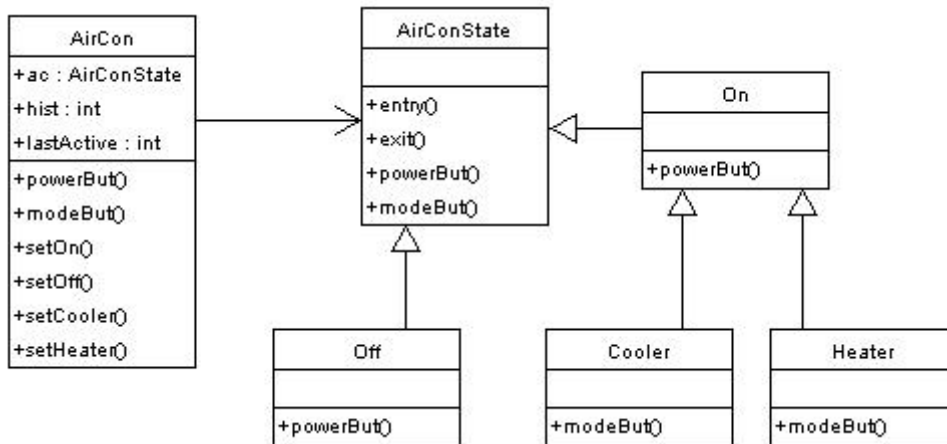 AirCon
+ac : AirConState
+hist : int
+lastActive : int
+powerBut()
+modeBut()
+setOn()
+setOff()
+setCooler()
+setHeater()
AirConState
+entry()
+exit()
+powerBut()
+modeBut()
On
+powerBut()
Off
+powerBut()
Cooler
+modeBut()
Heater
+modeBut()